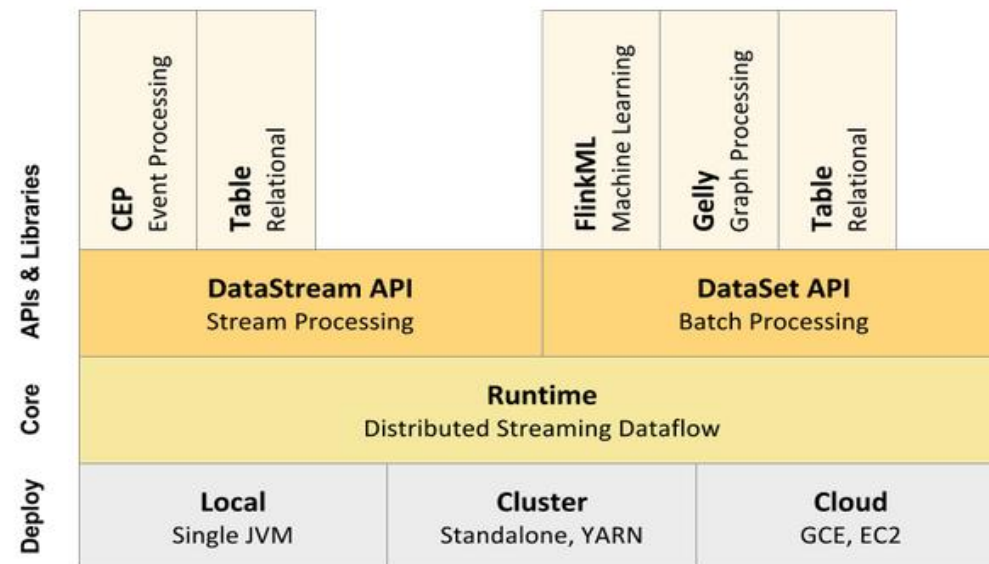 APIs & Libraries
CEP
Event Processing
Table
Relational
FlinkML
Machine Learning
Gelly
Graph Processing
Table
Relational
DataStream API
Stream Processing
DataSet API
Batch Processing
Core
Runtime
Distributed Streaming Dataflow
Deploy
Local
Single JVM
Cluster
Standalone, YARN
Cloud
GCE, EC2